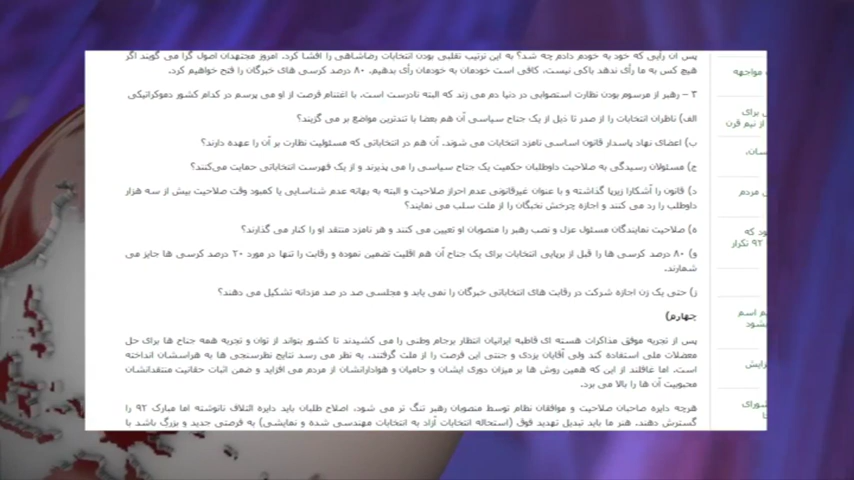 پس آن رأیی که خود به خودم دادم چه شد؟ به این ترتیب تقلبی بودن انتخابات رضاشاهی را افشا کرد. امروز مجتهدان اصول گرا می گویند اگر
هیچ کس به ما رأی ندهد باکی نیست، کافی است خودمان به خودمان رأی بدهیم. ۸۰ درصد کرسی های خبرگان را فتح خواهیم کرد.
۳ – رهبر از مرسوم بودن نظارت استصوابی در دنیا دم می زند که البته نادرست است. با اغتنام فرصت از او می پرسم در کدام کشور دموکراتیکی
الف) ناظران انتخابات را از صدر تا ذیل از یک جناح سیاسی آن هم بعضا با تندترین مواضع بر می گزیند؟
ب) اعضای نهاد پاسدار قانون اساسی نامزد انتخابات می شوند. آن هم در انتخاباتی که مسئولیت نظارت بر آن را عهده دارند؟
ج) مسئولان رسیدگی به صلاحیت داوطلبان حکمیت یک جناح سیاسی را می پذیرند و از یک فهرست انتخاباتی حمایت می‌کنند؟
د) قانون را آشکارا زیرپا گذاشته و با عنوان غیرقانونی عدم احراز صلاحیت و البته به بهانه عدم شناسایی یا کمبود وقت صلاحیت بیش از سه هزار
داوطلب را رد می کنند و اجازه چرخش نخبگان را از ملت سلب می نمایند؟
ه) صلاحیت نمایندگان مسئول عزل و نصب رهبر را منصوبان او تعیین می کنند و هر نامزد منتقد او را کنار می گذارند؟
و) ۸۰ درصد کرسی ها را قبل از برپایی انتخابات برای یک جناح آن هم اقلیت تضمین نموده و رقابت را تنها در مورد ۲۰ درصد کرسی ها جایز می
شمارند.
ز) حتی یک زن اجازه شرکت در رقابت های انتخاباتی خبرگان را نمی یابد و مجلسی صد در صد مردانه تشکیل می دهند؟
چهارم)
پس از تجربه موفق مذاکرات هسته ای قاطبه ایرانیان انتظار برجام وطنی را می کشیدند تا کشور بتواند از توان و تجربه همه جناح ها برای حل
معضلات ملی استفاده کند ولی آقایان یزدی و جنتی این فرصت را از ملت گرفتند. به نظر می رسد نتایج نظرسنجی ها به هراسشان انداخته
است. اما غافلند از این که همین روش ها بر میزان دوری ایشان و حامیان و هوادارانشان از مردم می افزاید و ضمن اثبات حقانیت منتقدانشان
محبوبیت آن ها را بالا می برد.
هرچه دایره صاحبان صلاحیت و موافقان نظام توسط منصوبان رهبر تنگ تر می شود، اصلاح طلبان باید دایره ائتلاف نانوشته اما مبارک ۹۲ را
گسترش دهند. هنر ما باید تبدیل تهدید فوق (استحاله انتخابات آزاد به انتخابات مهندسی شده و نمایشی) به فرصتی جدید و بزرگ باشد با
مواجهه
برای
از نیم قرن
مردم
ود که
۹۲ تکرار
م اسم
شود
زایش
شورای